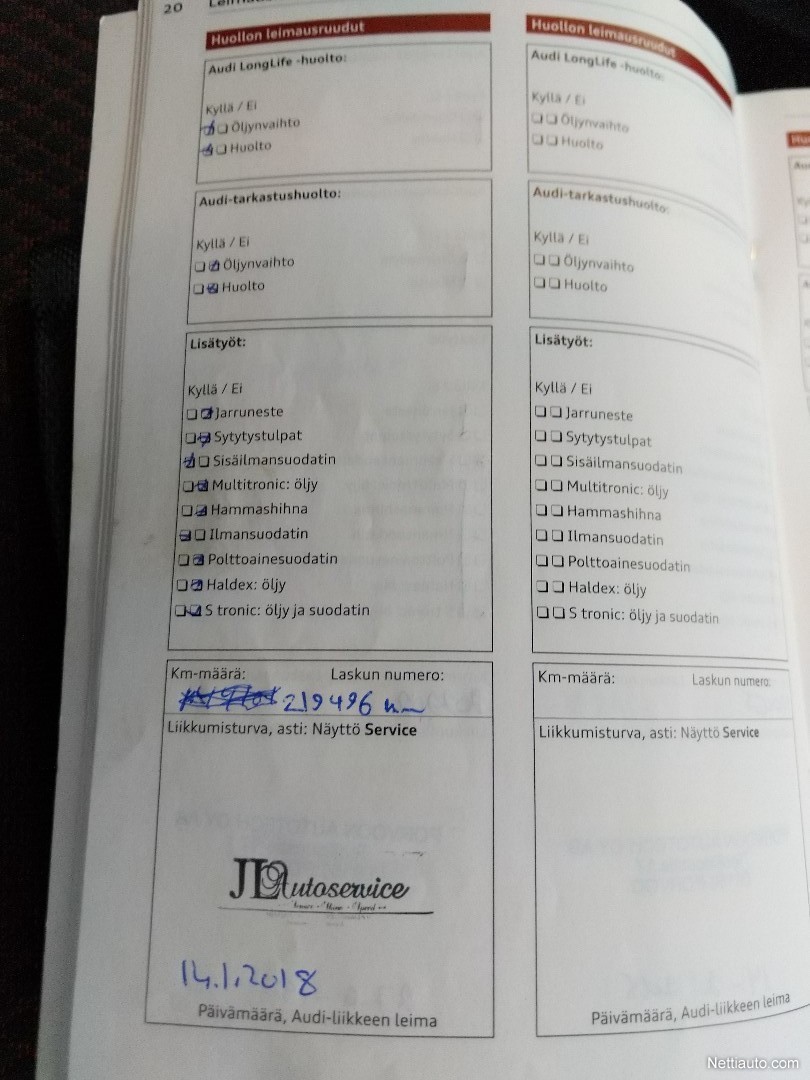 20
Huollon leimausruudut
Audi LongLife -huolto:
Kyllä / Ei
Öljynvaihto
Huolto
Audi-tarkastushuolto:
Kyllä / Ei
Öljynvaihto
Huolto
Lisätyöt:
Kyllä / Ei
Jarruneste
Sytytystulpat
Sisäilmansuodatin
Multitronic: öljy
Hammashihna
Ilmansuodatin
Polttoainesuodatin
Haldex: öljy
S tronic: öljy ja suodatin
Km-määrä: Laskun numero:
219496 km
Liikkumisturva, asti: Näyttö Service
Autoservice
14.1.2018
Päivämäärä, Audi-liikkeen leima
Huollon leimausruudut
Audi LongLife -huolto:
Kyllä / Ei
Öljynvaihto
Huolto
Audi-tarkastushuolto:
Kyllä / Ei
Öljynvaihto
Huolto
Lisätyöt:
Kyllä / Ei
Jarruneste
Sytytystulpat
Sisäilmansuodatin
Multitronic: öljy
Hammashihna
Ilmansuodatin
Polttoainesuodatin
Haldex: öljy
S tronic: öljy ja suodatin
Km-määrä: Laskun numero:
Liikkumisturva, asti: Näyttö Service
Päivämäärä, Audi-liikkeen leima
Nettiauto.com